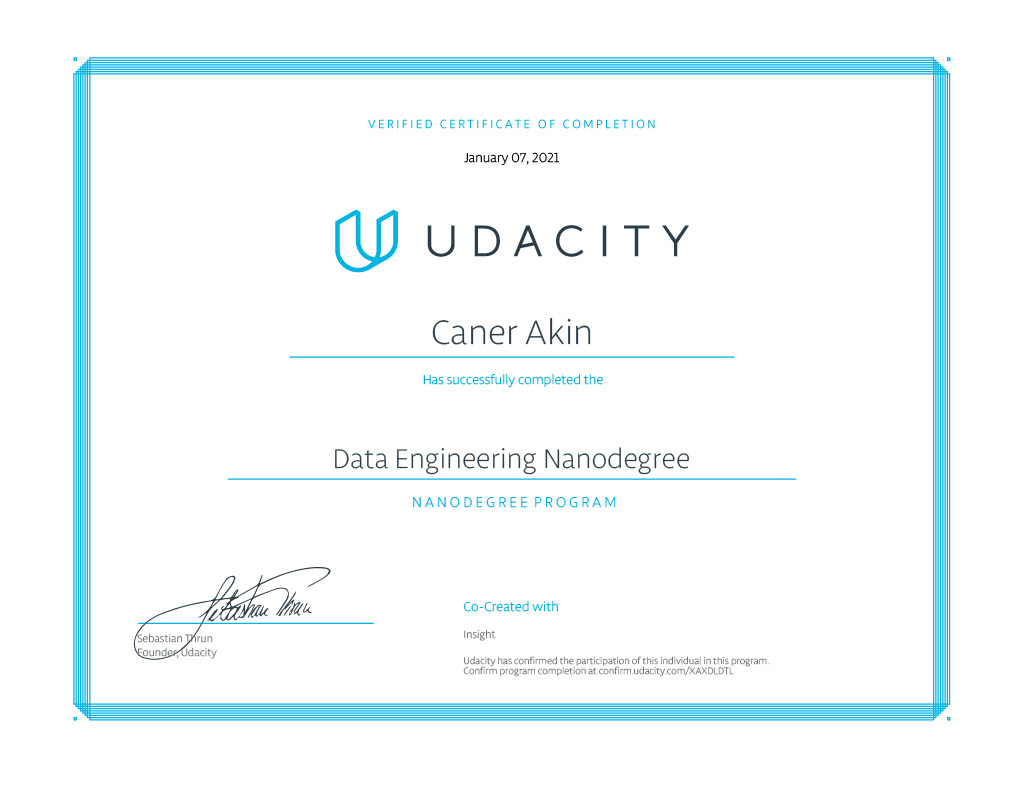 VERIFIED CERTIFICATE OF COMPLETION
January 07, 2021
UDACITY
Caner Akin
Has successfully completed the
Data Engineering Nanodegree
NANODEGREE PROGRAM
Sebastian Thrun
Sebastian Thrun
Founder, Udacity
Co-Created with
Insight
Udacity has confirmed the participation of this individual in this program.
Confirm program completion at confirm.udacity.com/XAXDLDTL